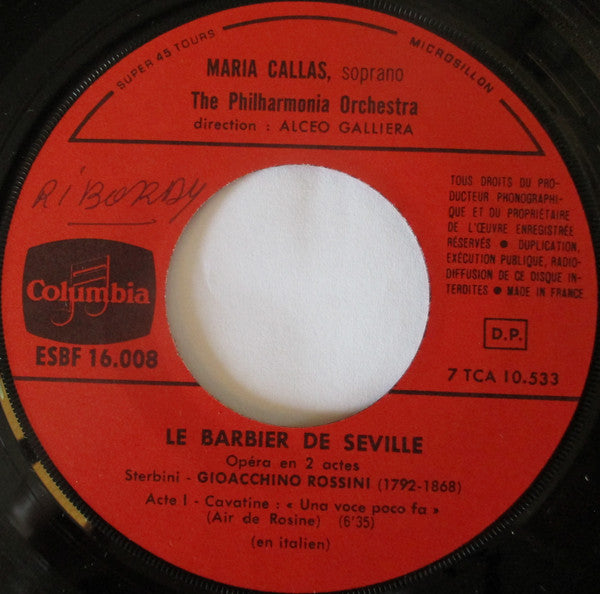 SUPER 45 TOURS
MICROSILLON
MARIA CALLAS, soprano
The Philharmonia Orchestra
direction : ALCEO GALLIERA
RI BORDY
TOUS DROITS DU PRO-
DUCTEUR PHONOGRAPHI-
QUE ET DU PROPRIÉTAIRE
DE L'ŒUVRE ENREGISTRÉE
RÉSERVÉS ● DUPLICATION,
EXÉCUTION PUBLIQUE, RADIO-
DIFFUSION DE CE DISQUE IN-
TERDITES ● MADE IN FRANCE
Columbia
ESBF 16.008
D.P.
7 TCA 10.533
LE BARBIER DE SEVILLE
Opéra en 2 actes
Sterbini - GIOACCHINO ROSSINI (1792-1868)
Acte I - Cavatine : « Una voce poco fa »
(Air de Rosine) (6'35)
(en italien)